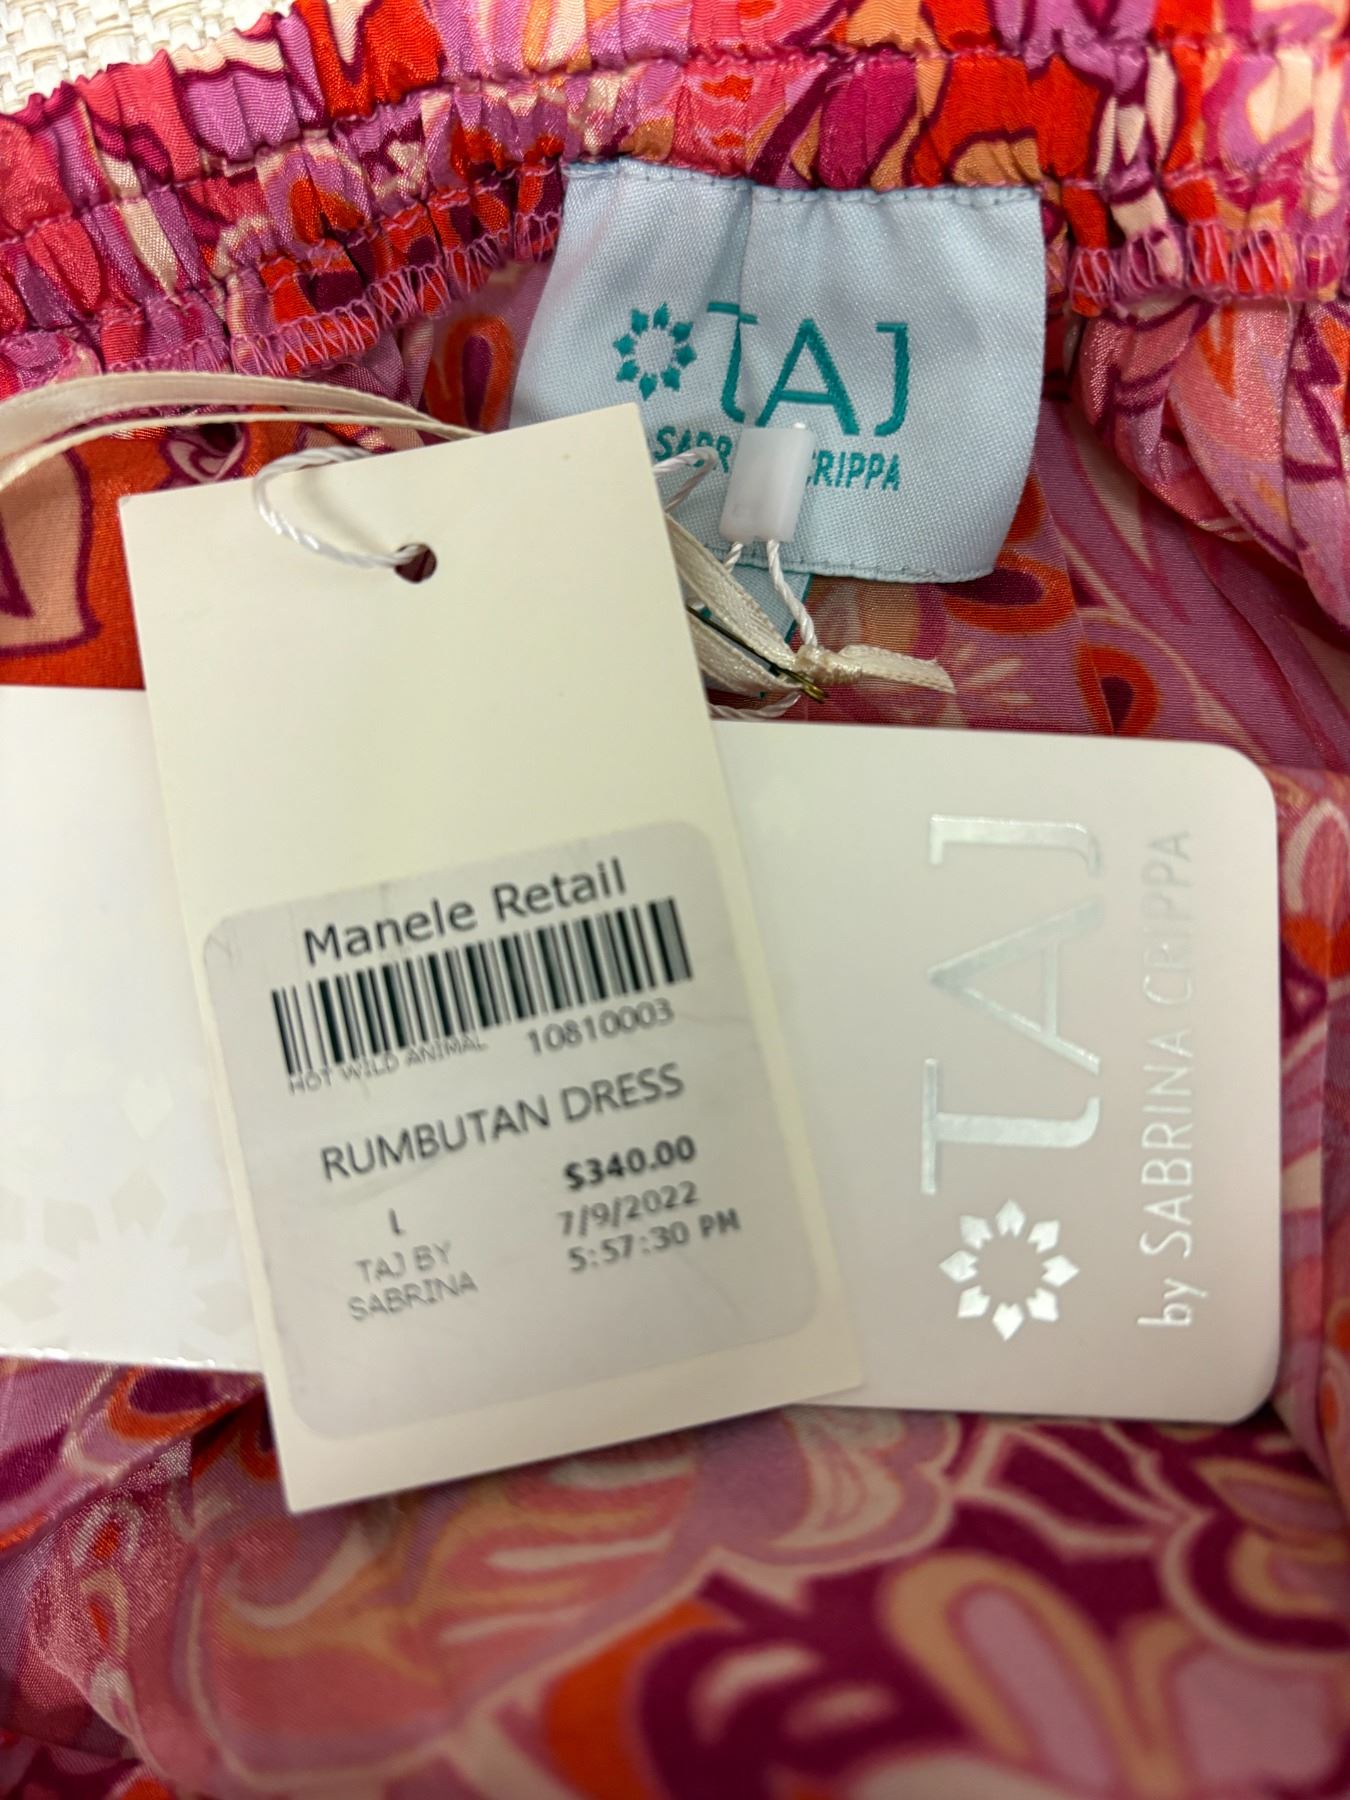 TAJ
SABR CRIPPA
Manele Retail
HOT WILD ANIMAL 10810003
RUMBUTAN DRESS
$340.00
L 7/9/2022
TAJ BY 5:57:30 PM
SABRINA
TAJ
by SABRINA CRIPPA